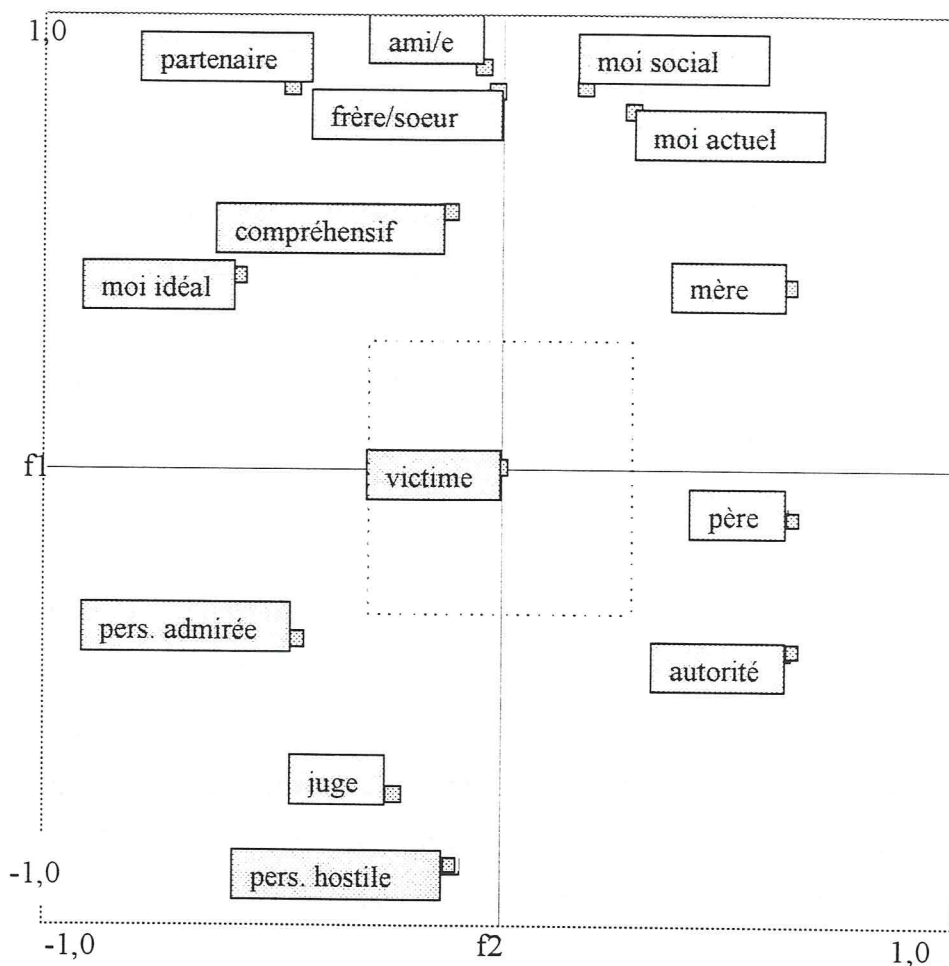 1,0
ami/e
partenaire
moi social
frère/soeur
moi actuel
compréhensif
moi idéal
mère
f1
victime
père
pers. admirée
autorité
juge
-1,0
pers. hostile
-1,0
f2
1,0